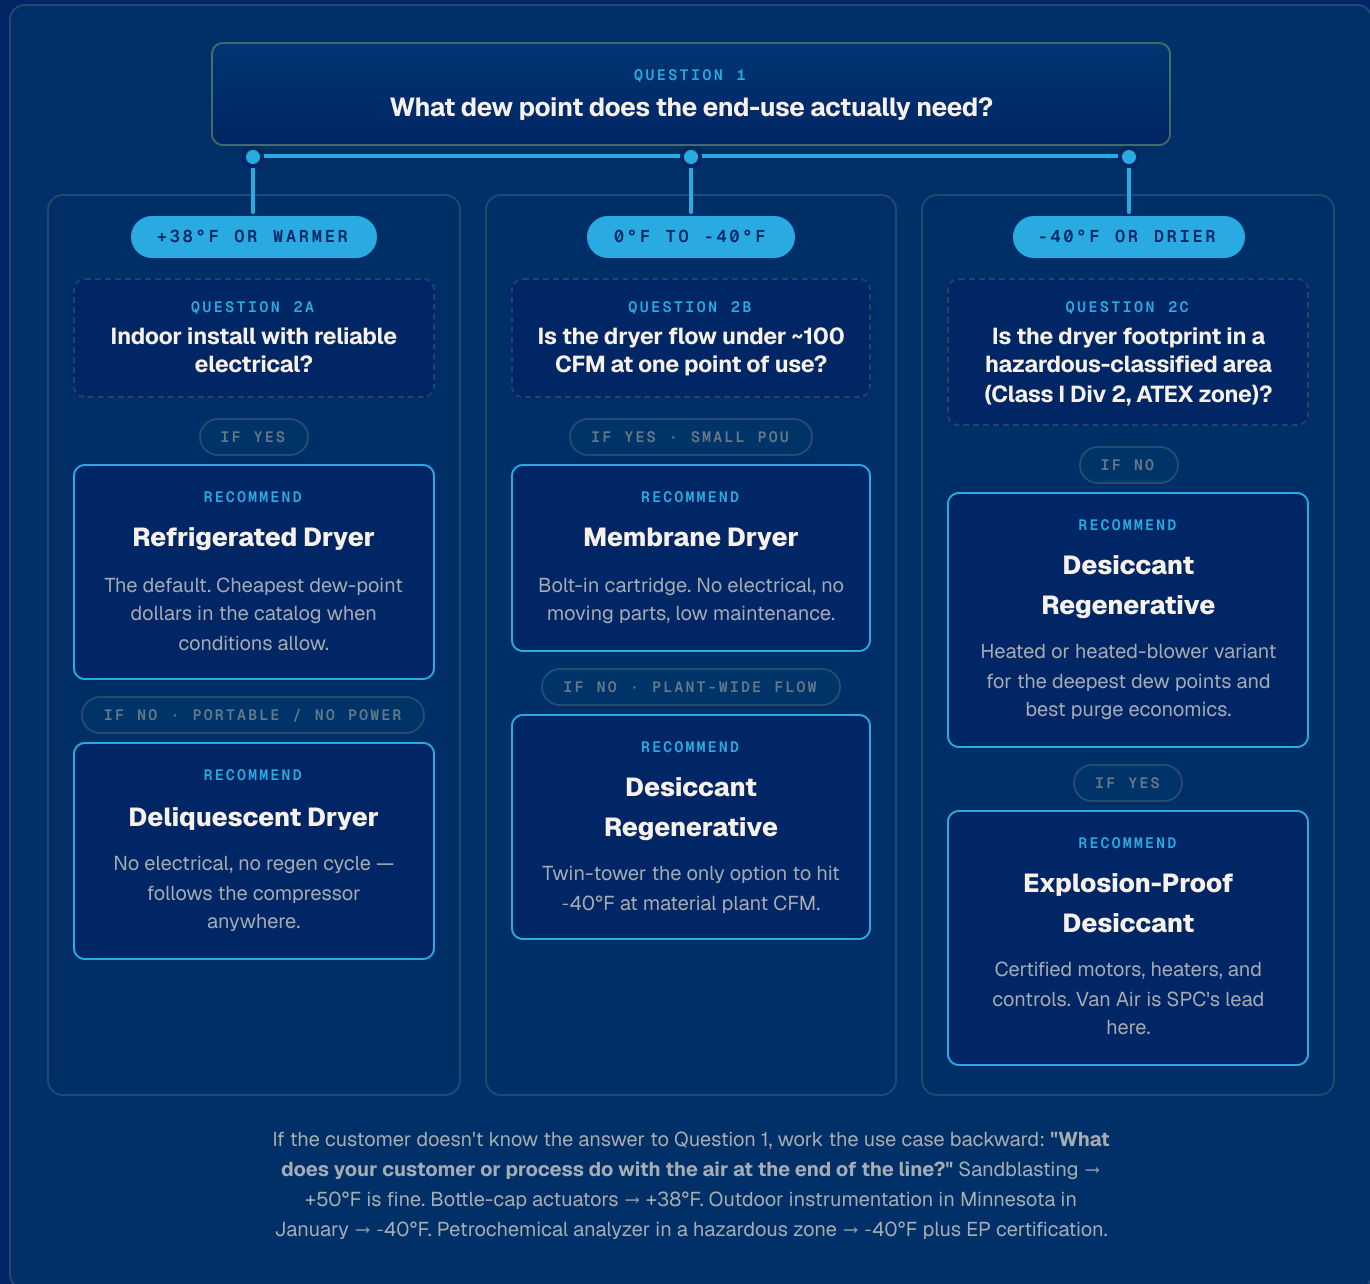 QUESTION 1
What dew point does the end-use actually need?
+38°F OR WARMER
QUESTION 2A
Indoor install with reliable
electrical?
IF YES
RECOMMEND
Refrigerated Dryer
The default. Cheapest dew-point
dollars in the catalog when
conditions allow.
IF NO · PORTABLE / NO POWER
RECOMMEND
Deliquescent Dryer
No electrical, no regen cycle —
follows the compressor
anywhere.
0°F TO -40°F
QUESTION 2B
Is the dryer flow under ~100
CFM at one point of use?
IF YES · SMALL POU
RECOMMEND
Membrane Dryer
Bolt-in cartridge. No electrical, no
moving parts, low maintenance.
IF NO · PLANT-WIDE FLOW
RECOMMEND
Desiccant
Regenerative
Twin-tower the only option to hit
-40°F at material plant CFM.
-40°F OR DRIER
QUESTION 2C
Is the dryer footprint in a
hazardous-classified area
(Class I Div 2, ATEX zone)?
IF NO
RECOMMEND
Desiccant
Regenerative
Heated or heated-blower variant
for the deepest dew points and
best purge economics.
IF YES
RECOMMEND
Explosion-Proof
Desiccant
Certified motors, heaters, and
controls. Van Air is SPC's lead
here.
If the customer doesn't know the answer to Question 1, work the use case backward: "What
does your customer or process do with the air at the end of the line?" Sandblasting →
+50°F is fine. Bottle-cap actuators → +38°F. Outdoor instrumentation in Minnesota in
January → -40°F. Petrochemical analyzer in a hazardous zone → -40°F plus EP certification.